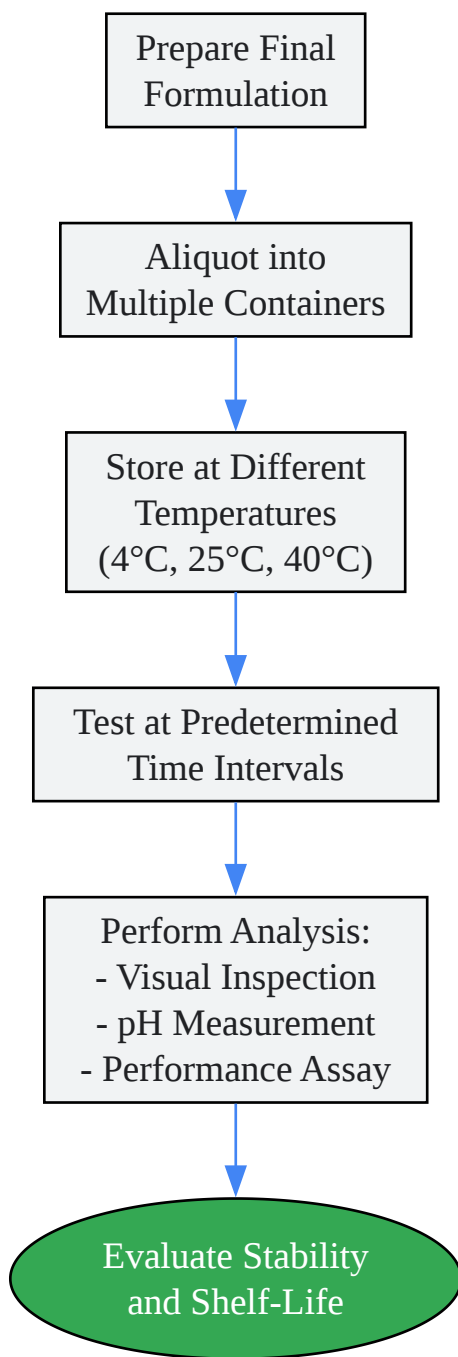 Prepare Final
Formulation
Aliquot into
Multiple Containers
Store at Different
Temperatures
(4°C, 25°C, 40°C)
Test at Predetermined
Time Intervals
Perform Analysis:
- Visual Inspection
- pH Measurement
- Performance Assay
Evaluate Stability
and Shelf-Life